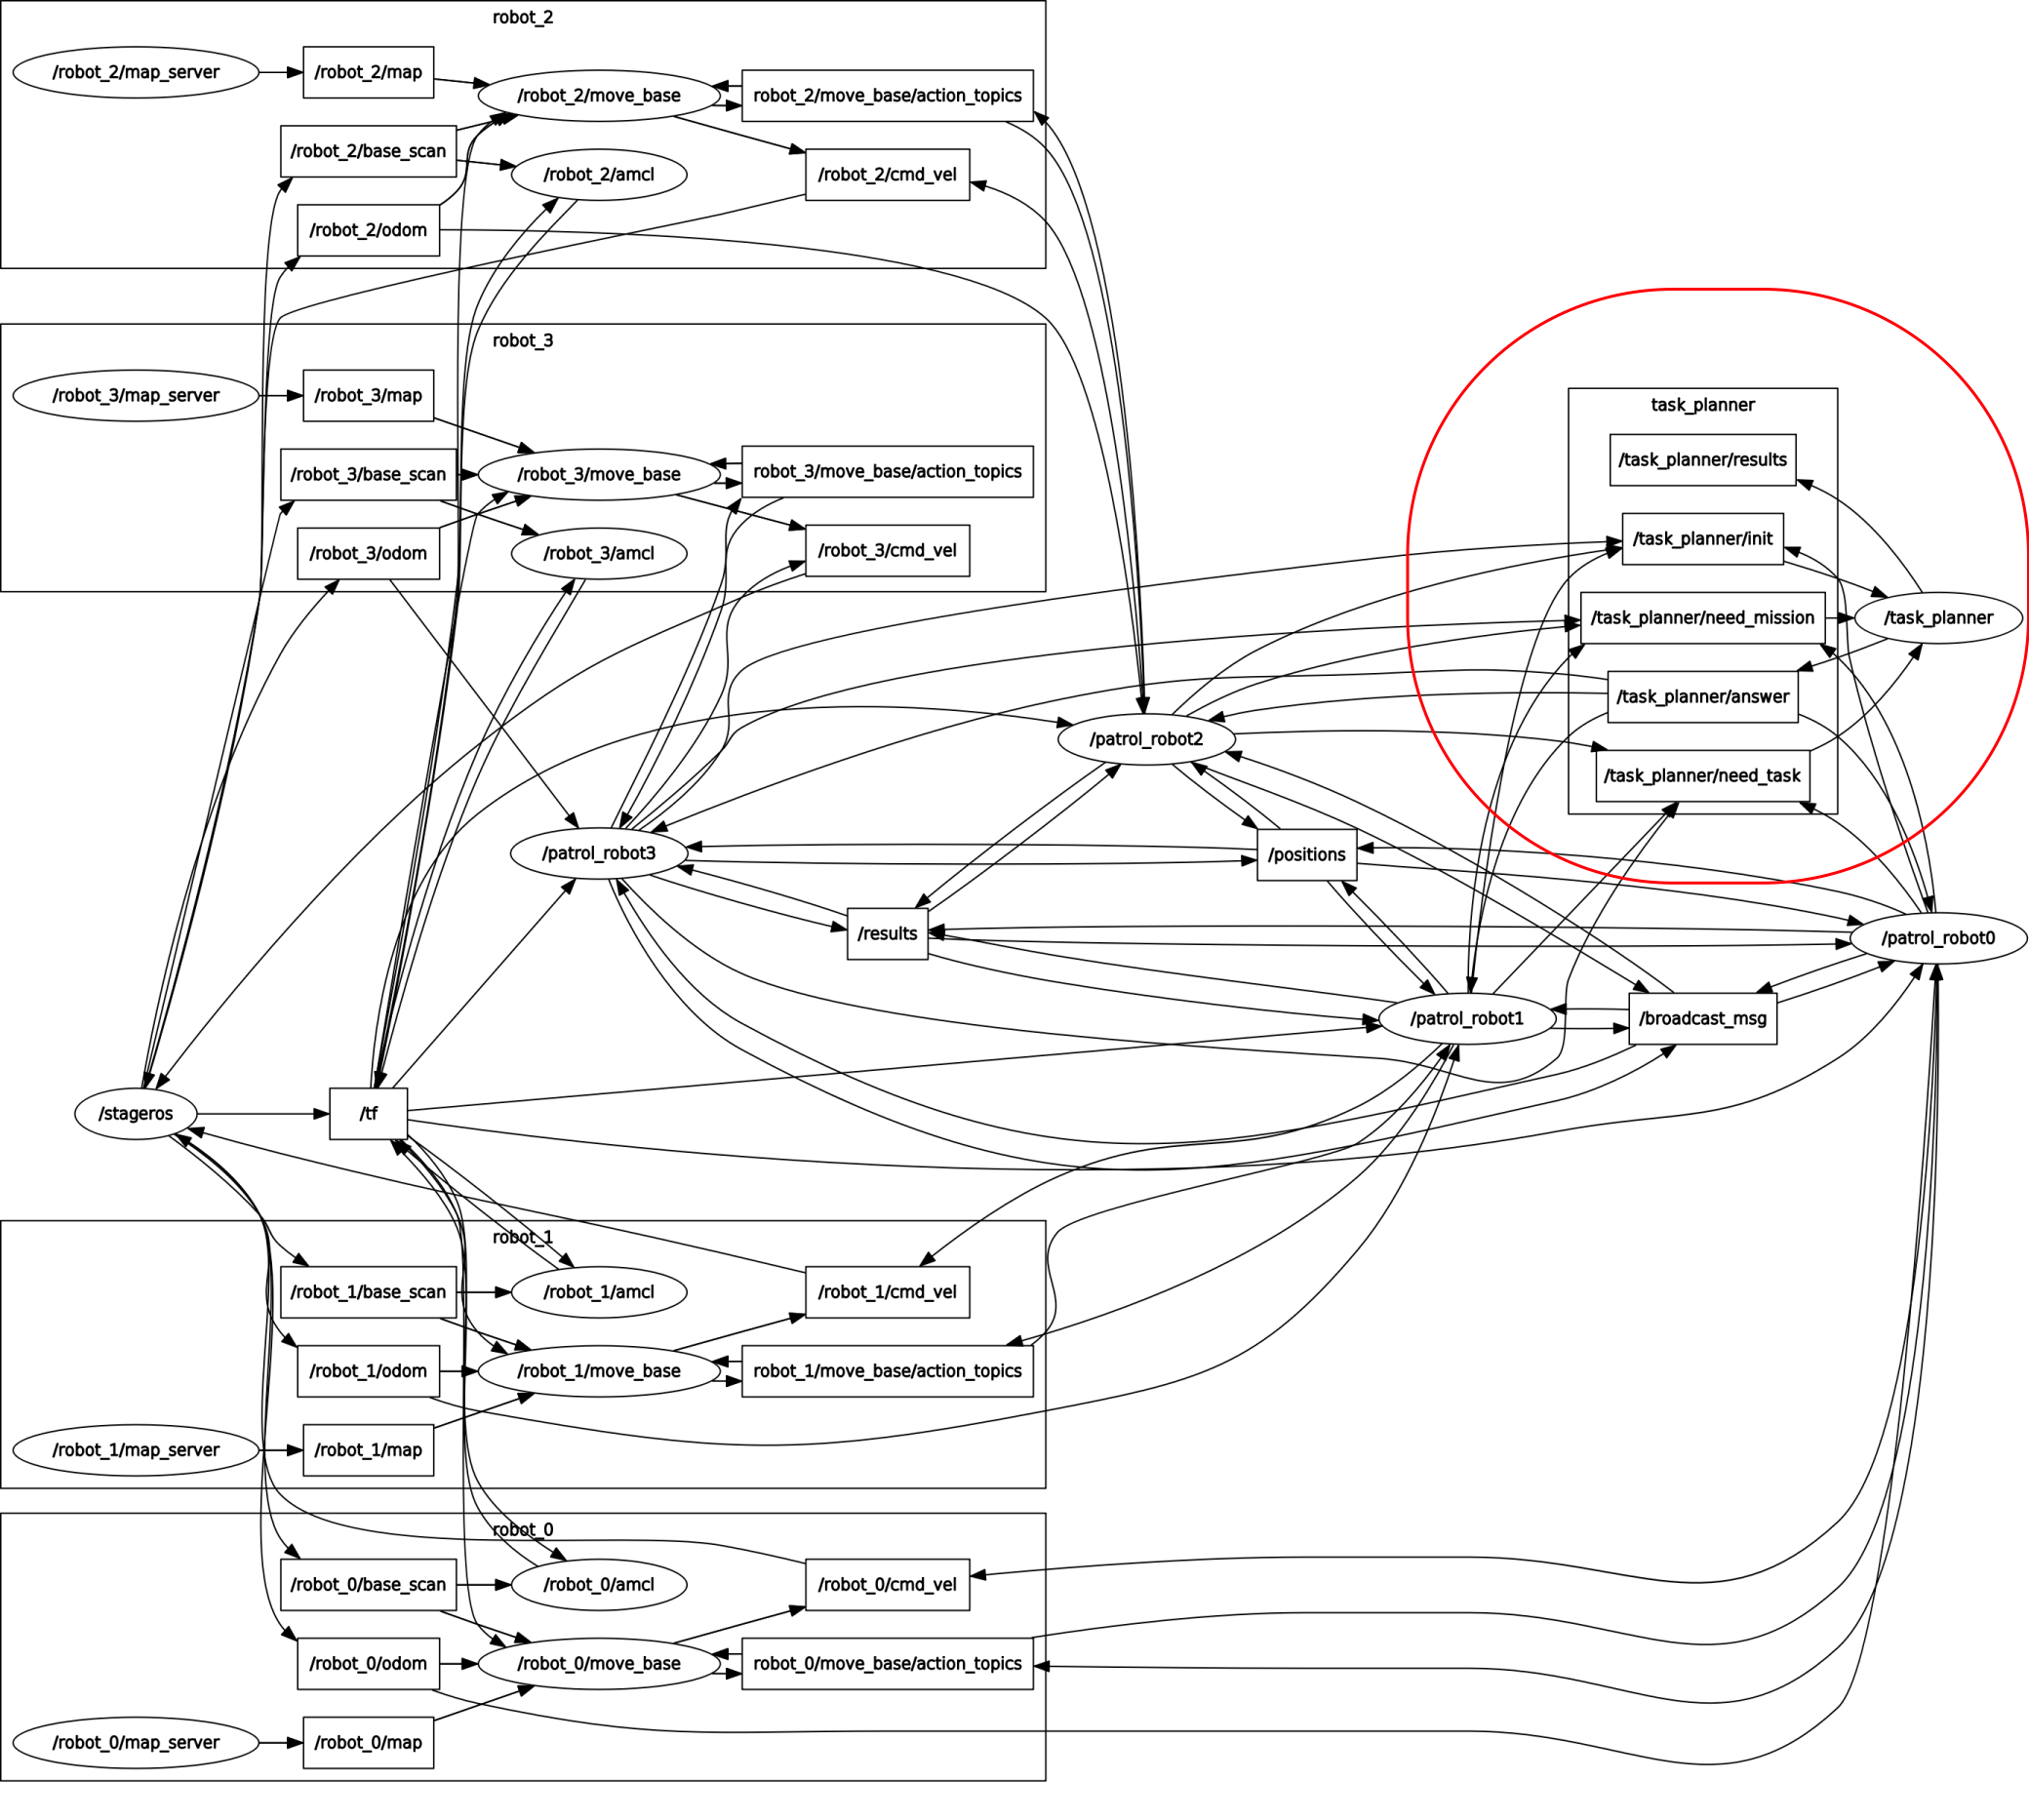 robot_2
/robot_2/map_server
/robot_2/map
/robot_2/move_base
robot_2/move_base/action_topics
/robot_2/base_scan
/robot_2/amcl
/robot_2/cmd_vel
/robot_2/odom
robot_3
/robot_3/map_server
/robot_3/map
/robot_3/base_scan
/robot_3/move_base
robot_3/move_base/action_topics
/robot_3/odom
/robot_3/amcl
/robot_3/cmd_vel
task_planner
/task_planner/results
/task_planner/init
/task_planner/need_mission
/task_planner
/task_planner/answer
/task_planner/need_task
/patrol_robot2
/patrol_robot3
/positions
/results
/patrol_robot0
/patrol_robot1
/broadcast_msg
/stageros
/tf
robot_1
/robot_1/base_scan
/robot_1/amcl
/robot_1/cmd_vel
/robot_1/odom
/robot_1/move_base
robot_1/move_base/action_topics
/robot_1/map_server
/robot_1/map
robot_0
/robot_0/base_scan
/robot_0/amcl
/robot_0/cmd_vel
/robot_0/odom
/robot_0/move_base
robot_0/move_base/action_topics
/robot_0/map_server
/robot_0/map